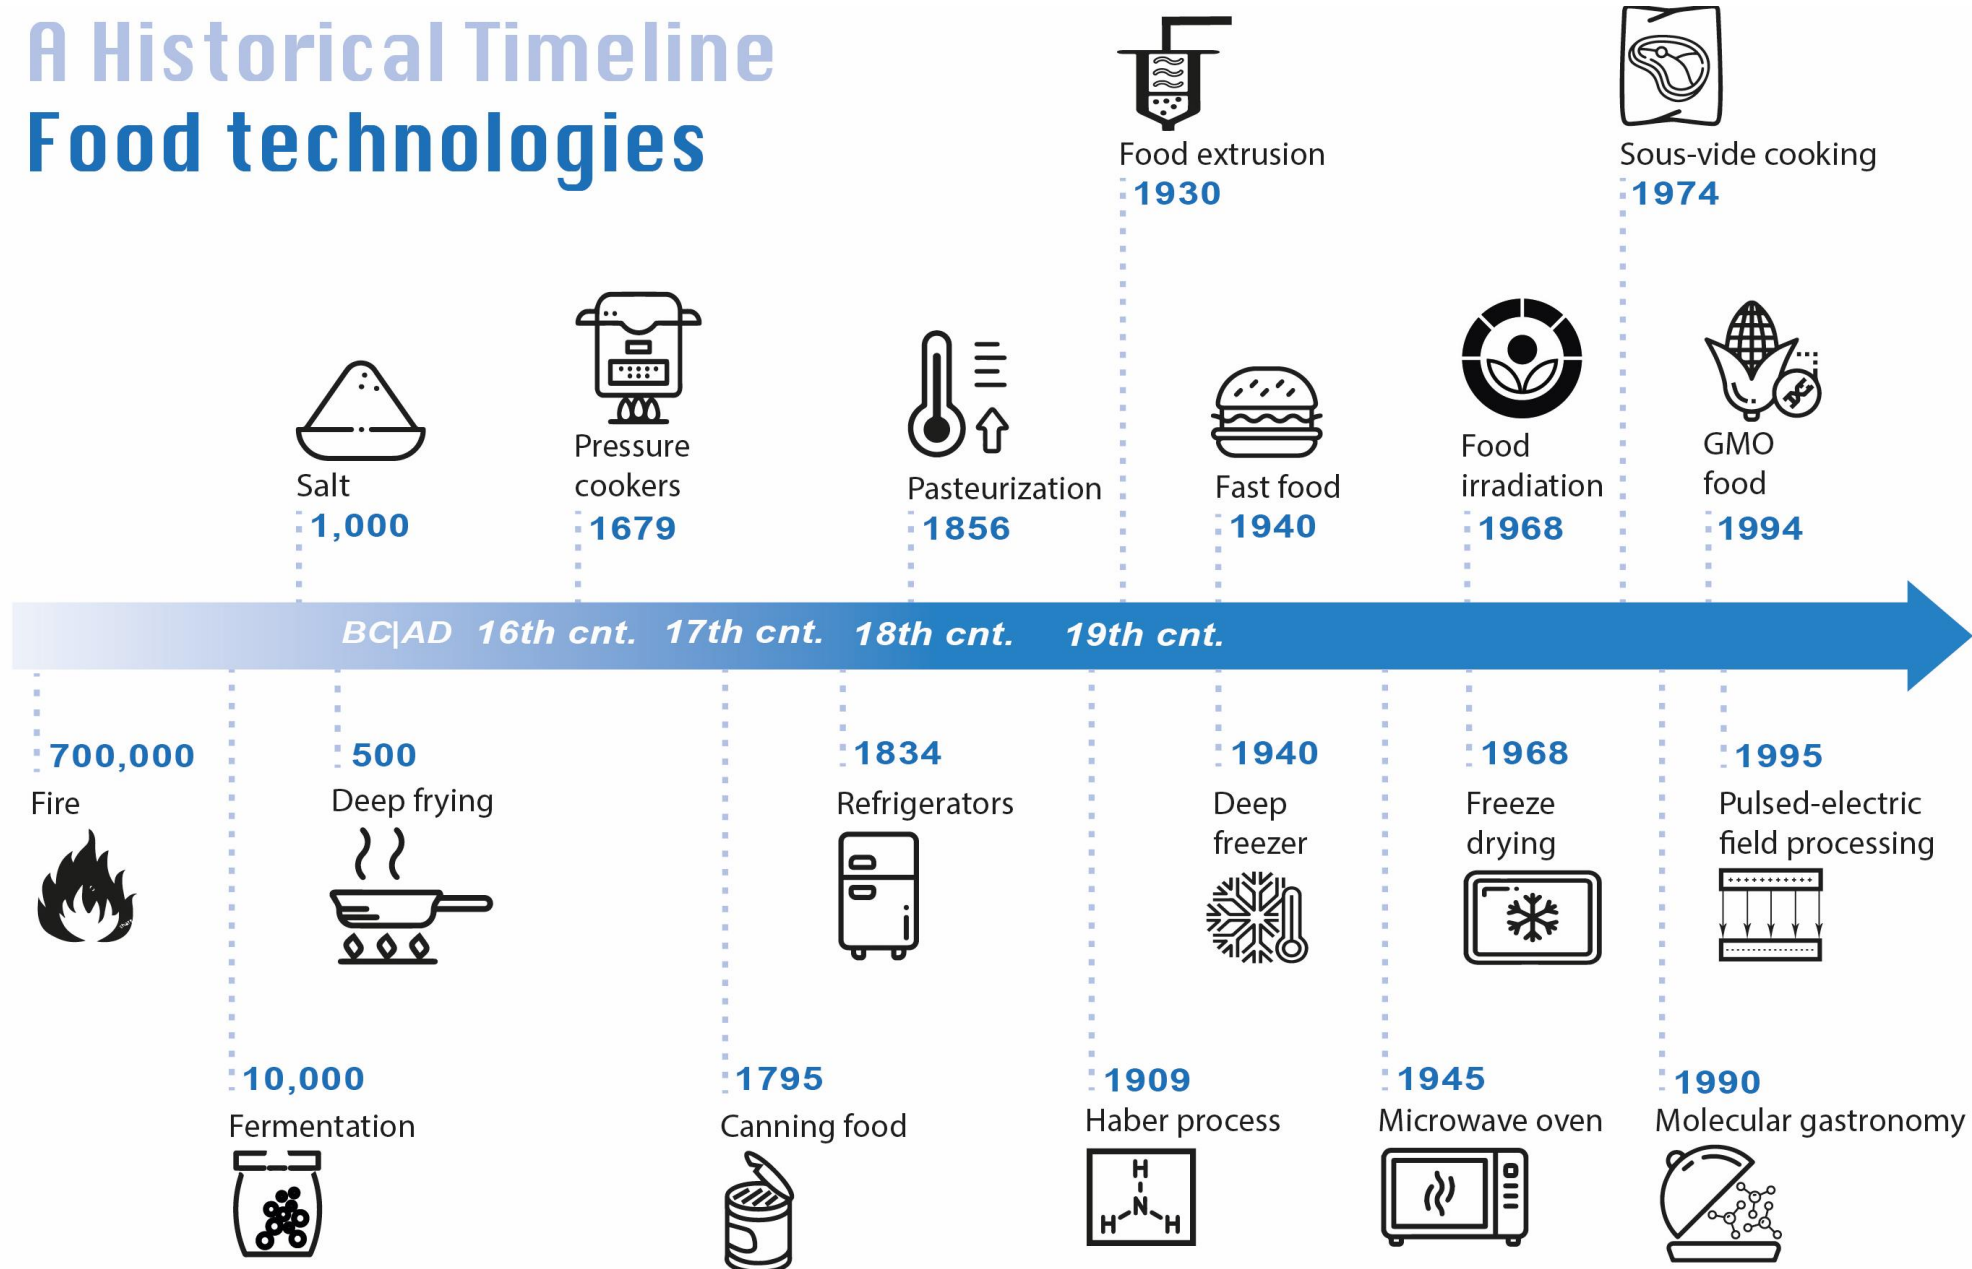 A Historical Timeline
Food technologies
Food extrusion
1930
Sous-vide cooking
1974
Salt
1,000
Pressure
cookers
1679
Pasteurization
1856
Fast food
1940
Food
irradiation
1968
GMO
food
1994
BC|AD 16th cnt. 17th cnt. 18th cnt. 19th cnt.
700,000
Fire
500
Deep frying
1834
Refrigerators
1940
Deep
freezer
1968
Freeze
drying
1995
Pulsed-electric
field processing
10,000
Fermentation
1795
Canning food
1909
Haber process
H
N
H H
1945
Microwave oven
1990
Molecular gastronomy